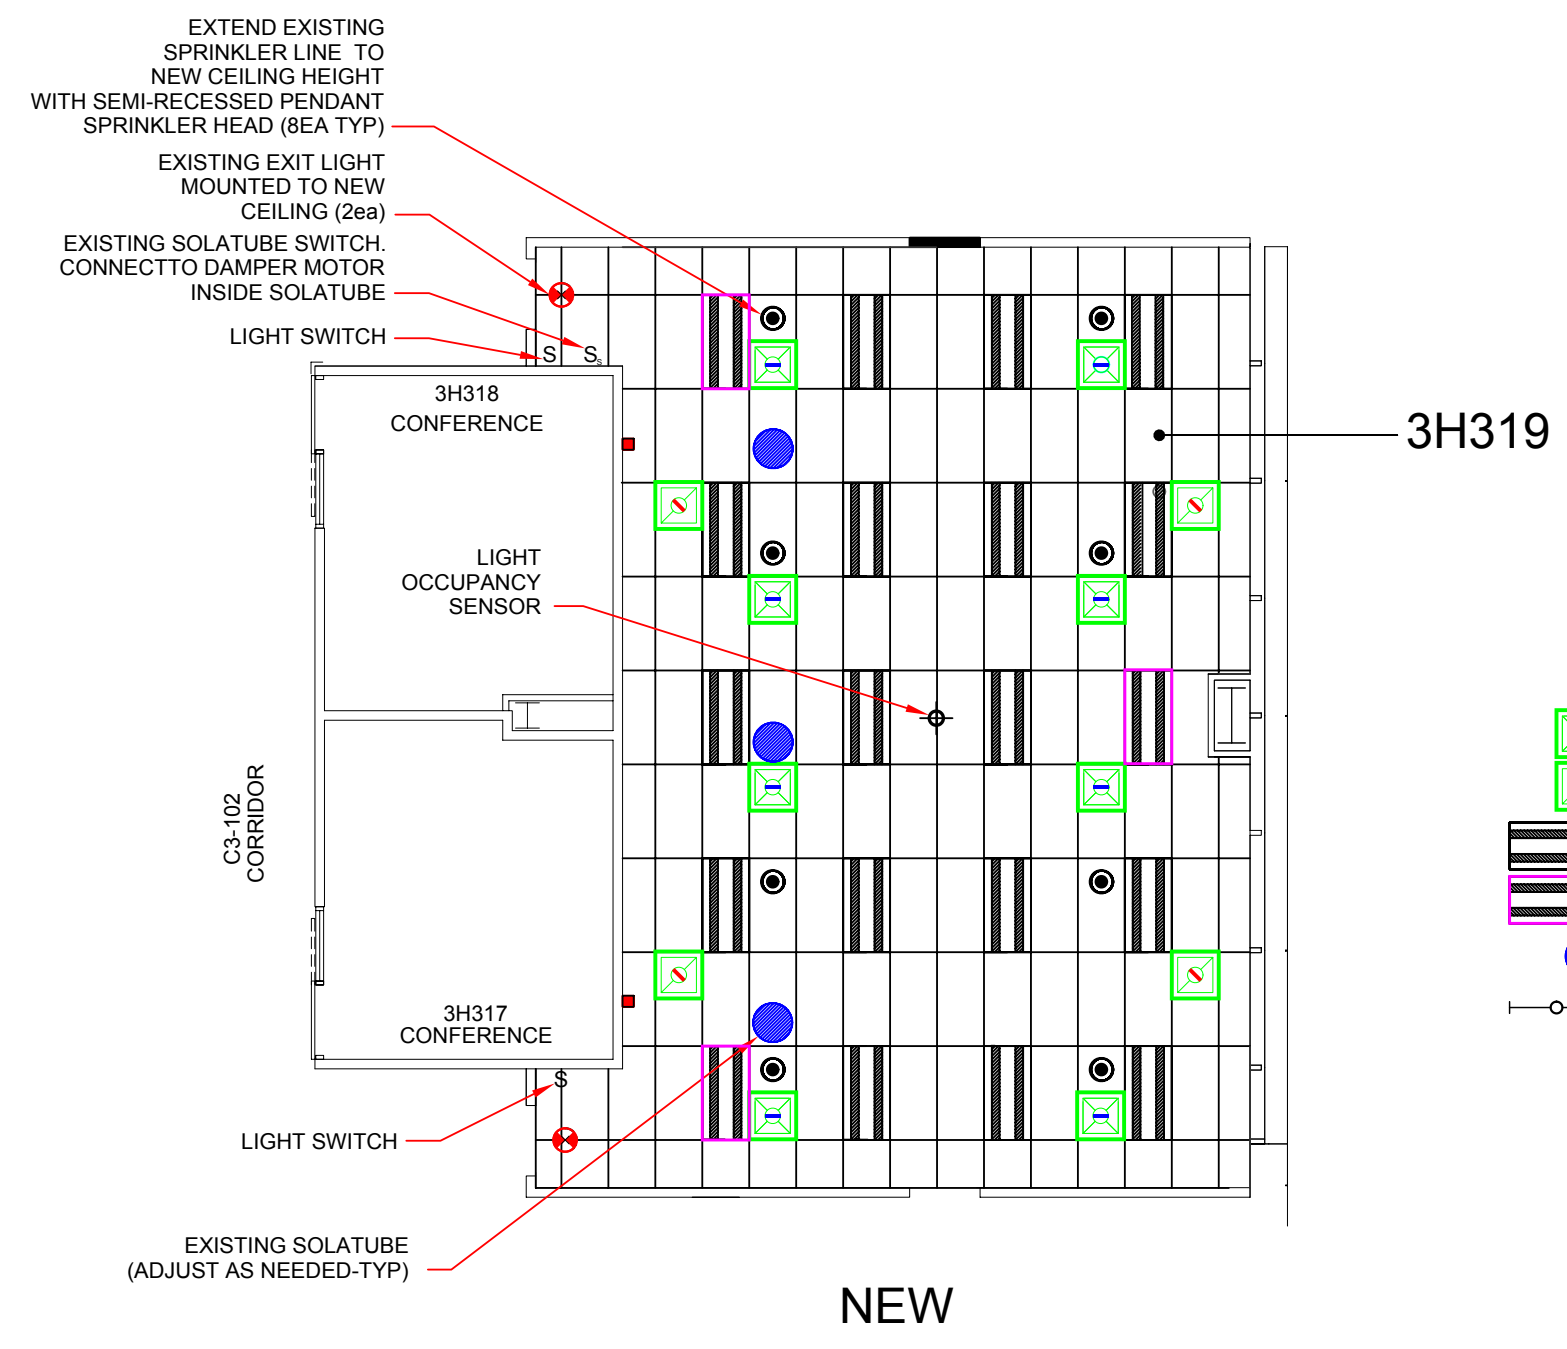 EXTEND EXISTING
SPRINKLER LINE TO
NEW CEILING HEIGHT
WITH SEMI-RECESSED PENDANT
SPRINKLER HEAD (8EA TYP)
EXISTING EXIT LIGHT
MOUNTED TO NEW
CEILING (2ea)
EXISTING SOLATUBE SWITCH.
CONNECTTO DAMPER MOTOR
INSIDE SOLATUBE
LIGHT SWITCH
S
Ss
3H318
CONFERENCE
3H319
LIGHT
OCCUPANCY
SENSOR
C3-102
CORRIDOR
3H317
CONFERENCE
S
LIGHT SWITCH
EXISTING SOLATUBE
(ADJUST AS NEEDED-TYP)
NEW